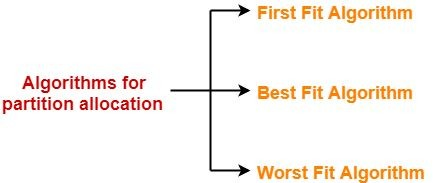 First Fit Algorithm
Algorithms for
partition allocation
Best Fit Algorithm
Worst Fit Algorithm